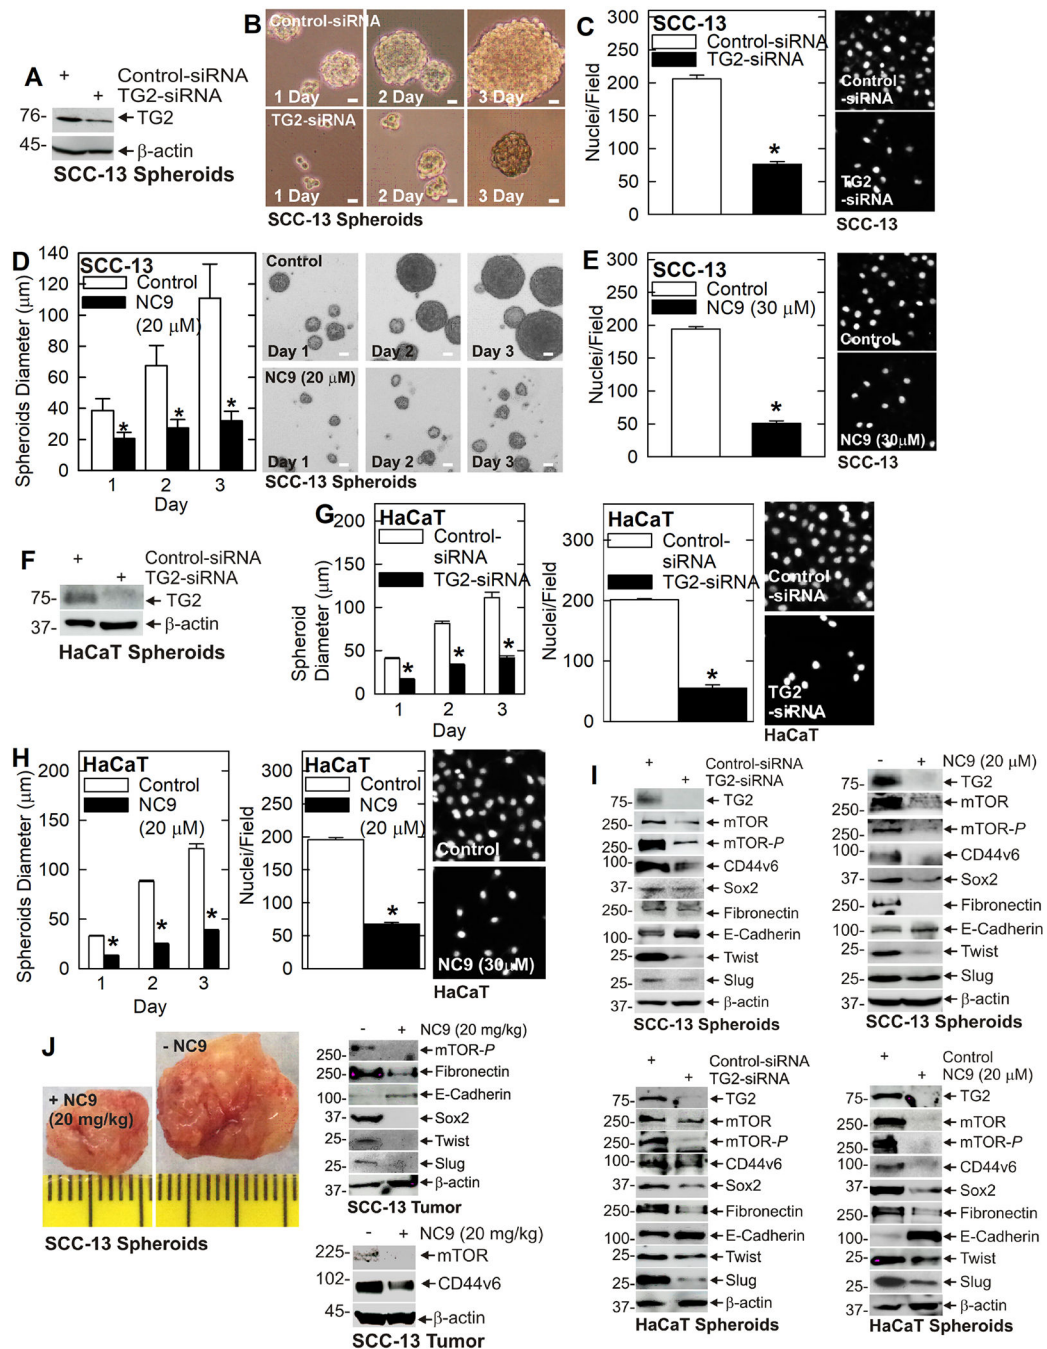 A
+ Control-siRNA
+ TG2-siRNA
76- TG2
45- β-actin
SCC-13 Spheroids
B
Control-siRNA
1 Day 2 Day 3 Day
TG2-siRNA
1 Day 2 Day 3 Day
SCC-13 Spheroids
C
Nuclei/Field
300
250
200
150
100
50
0
SCC-13
Control-siRNA
TG2-siRNA
*
Control
-siRNA
TG2
-siRNA
SCC-13
D
Spheroids Diameter (μm)
140
120
100
80
60
40
20
0
SCC-13
Control
NC9
(20 μM)
* * *
1 2 3
Day
Control
Day 1 Day 2 Day 3
NC9 (20 μM)
Day 1 Day 2 Day 3
SCC-13 Spheroids
E
Nuclei/Field
300
250
200
150
100
50
0
SCC-13
Control
NC9 (30 μM)
*
Control
NC9 (30μM)
SCC-13
F
+ Control-siRNA
+ TG2-siRNA
75- TG2
37- β-actin
HaCaT Spheroids
G
Spheroid
Diameter (μm)
200
150
100
50
0
HaCaT
Control-
siRNA
TG2-siRNA
* * *
1 2 3
Day
Nuclei/Field
300
200
100
0
HaCaT
Control-
siRNA
TG2-siRNA
*
Control
-siRNA
TG2
-siRNA
HaCaT
H
Spheroids Diameter (μm)
200
150
100
50
0
HaCaT
Control
NC9
(20 μM)
* * *
1 2 3
Day
Nuclei/Field
300
250
200
150
100
50
0
HaCaT
Control
NC9
(20 μM)
*
Control
NC9 (30μM)
HaCaT
I
+ Control-siRNA
+ TG2-siRNA
75- TG2
250- mTOR
250- mTOR-P
100- CD44v6
37- Sox2
250- Fibronectin
100- E-Cadherin
25- Twist
25- Slug
37- β-actin
SCC-13 Spheroids
- + NC9 (20 μM)
75- TG2
250- mTOR
250- mTOR-P
100- CD44v6
37- Sox2
250- Fibronectin
100- E-Cadherin
25- Twist
25- Slug
37- β-actin
SCC-13 Spheroids
+ Control-siRNA
+ TG2-siRNA
75- TG2
250- mTOR
250- mTOR-P
100- CD44v6
37- Sox2
250- Fibronectin
100- E-Cadherin
25- Twist
25- Slug
37- β-actin
HaCaT Spheroids
+ Control
+ NC9 (20 μM)
75- TG2
250- mTOR
250- mTOR-P
100- CD44v6
37- Sox2
250- Fibronectin
100- E-Cadherin
25- Twist
25- Slug
37- β-actin
HaCaT Spheroids
J
- NC9
+ NC9
(20 mg/kg)
SCC-13 Spheroids
- + NC9 (20 mg/kg)
250- mTOR-P
250- Fibronectin
100- E-Cadherin
37- Sox2
25- Twist
25- Slug
37- β-actin
SCC-13 Tumor
- + NC9 (20 mg/kg)
225- mTOR
102- CD44v6
45- β-actin
SCC-13 Tumor